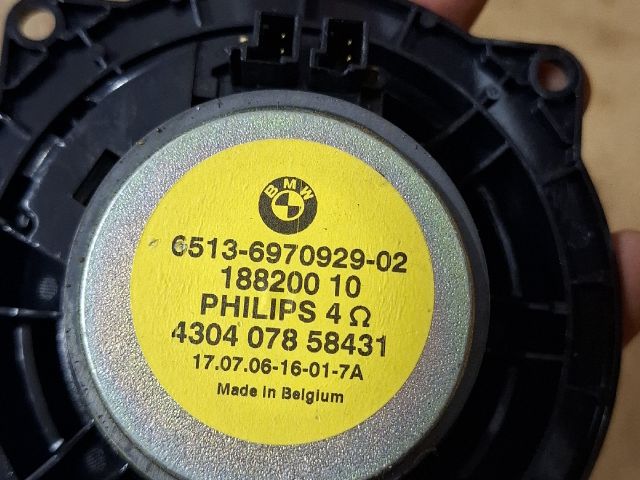 BMW
6513-6970929-02
188200 10
PHILIPS 4 Ω
4304 078 58431
17.07.06-16-01-7A
Made in Belgium